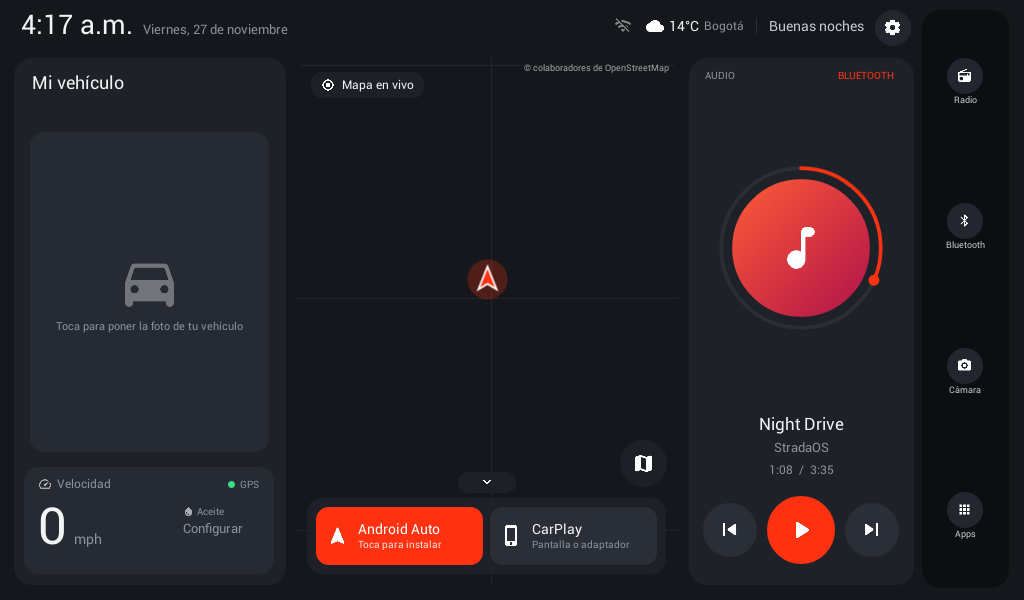 4:17 a.m. Viernes, 27 de noviembre
14°C Bogotá
Buenas noches
Mi vehículo
Toca para poner la foto de tu vehículo
Velocidad
GPS
0 mph
Aceite
Configurar
© colaboradores de OpenStreetMap
Mapa en vivo
Android Auto
Toca para instalar
CarPlay
Pantalla o adaptador
AUDIO
BLUETOOTH
Night Drive
StradaOS
1:08 / 3:35
Radio
Bluetooth
Cámara
Apps